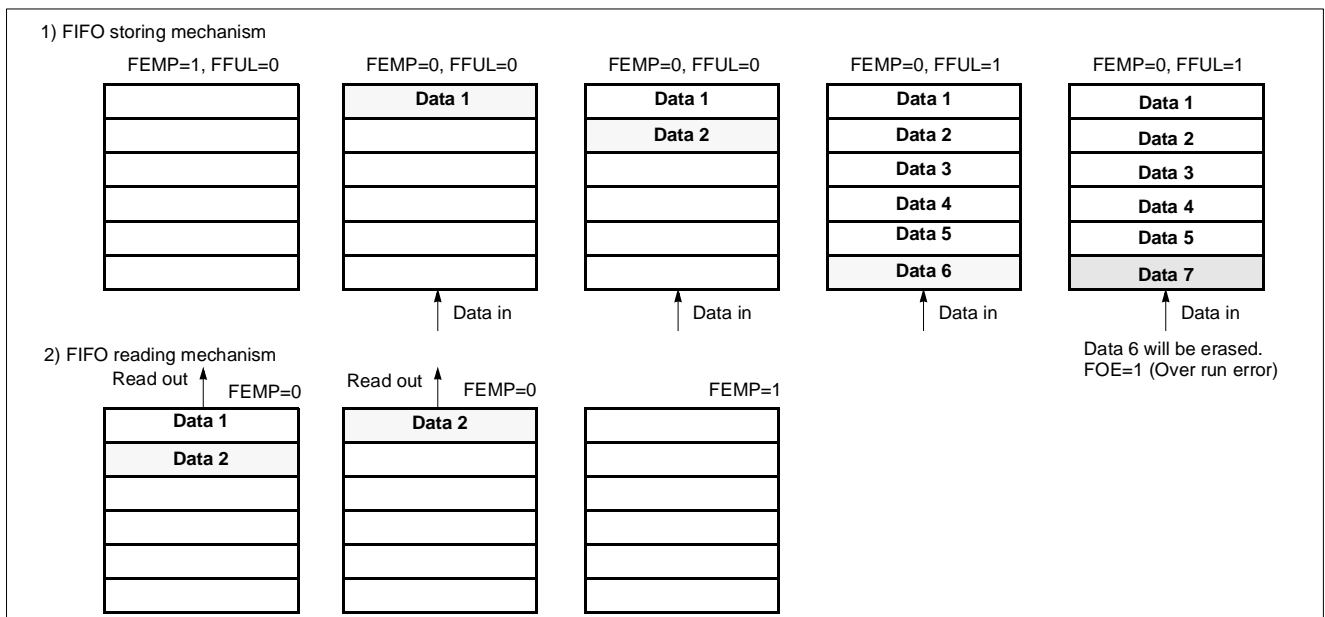 1) FIFO storing mechanism
FEMP=1, FFUL=0
FEMP=0, FFUL=0
Data 1
Data in
FEMP=0, FFUL=0
Data 1
Data 2
Data in
FEMP=0, FFUL=1
Data 1
Data 2
Data 3
Data 4
Data 5
Data 6
Data in
FEMP=0, FFUL=1
Data 1
Data 2
Data 3
Data 4
Data 5
Data 7
Data in
Data 6 will be erased.
FOE=1 (Over run error)
2) FIFO reading mechanism
Read out
FEMP=0
Data 1
Data 2
Read out
FEMP=0
Data 2
FEMP=1